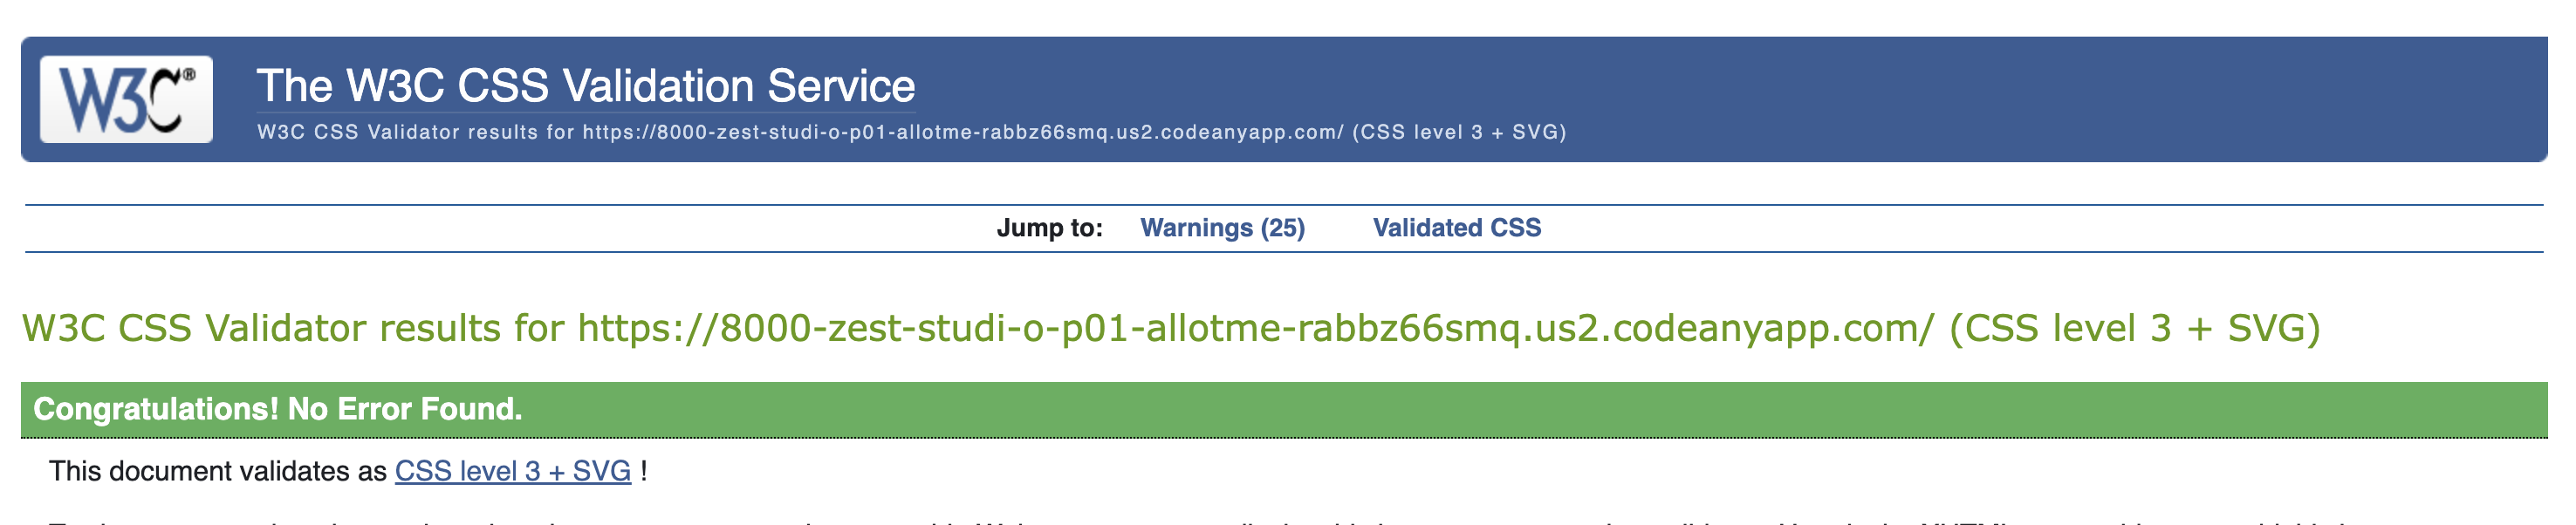 W3C®
The W3C CSS Validation Service
W3C CSS Validator results for https://8000-zest-studi-o-p01-allotme-rabbz66smq.us2.codeanyapp.com/ (CSS level 3 + SVG)
Jump to: Warnings (25) Validated CSS
W3C CSS Validator results for https://8000-zest-studi-o-p01-allotme-rabbz66smq.us2.codeanyapp.com/ (CSS level 3 + SVG)
Congratulations! No Error Found.
This document validates as CSS level 3 + SVG !